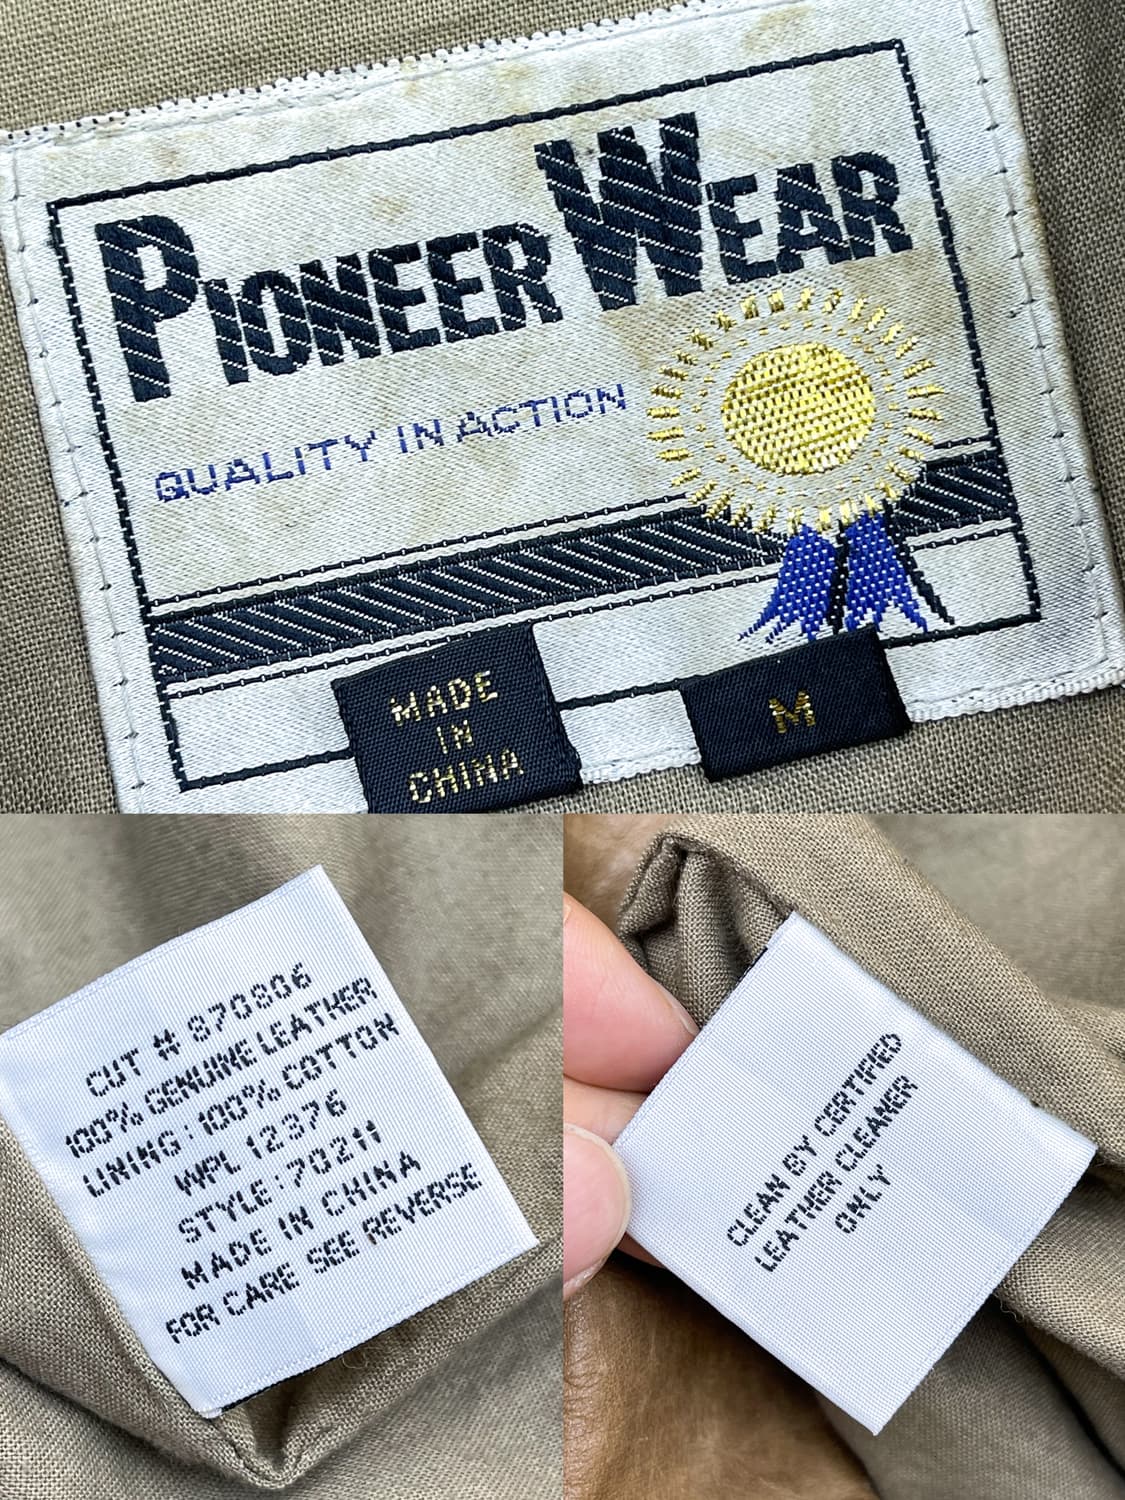 PIONEER WEAR
QUALITY IN ACTION
MADE
IN
CHINA
M
CUT # 870806
100% GENUINE LEATHER
LINING: 100% COTTON
WPL 12376
STYLE: 70211
MADE IN CHINA
FOR CARE SEE REVERSE
CLEAN BY CERTIFIED
LEATHER CLEANER
ONLY